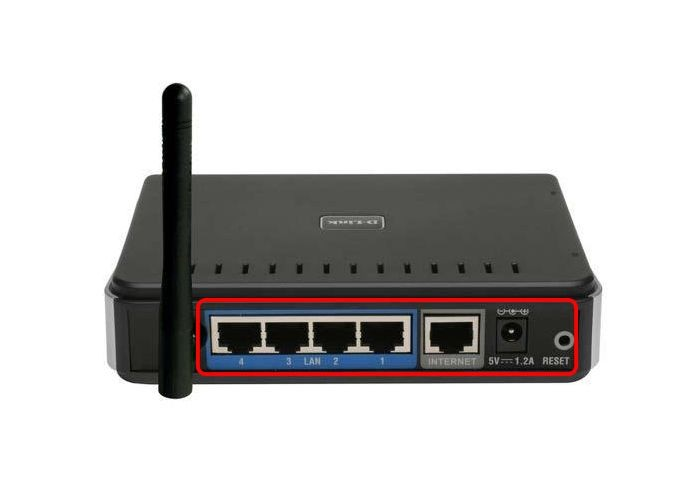 D-Link
4 3 LAN 2 1
INTERNET
5V 1.2A
RESET